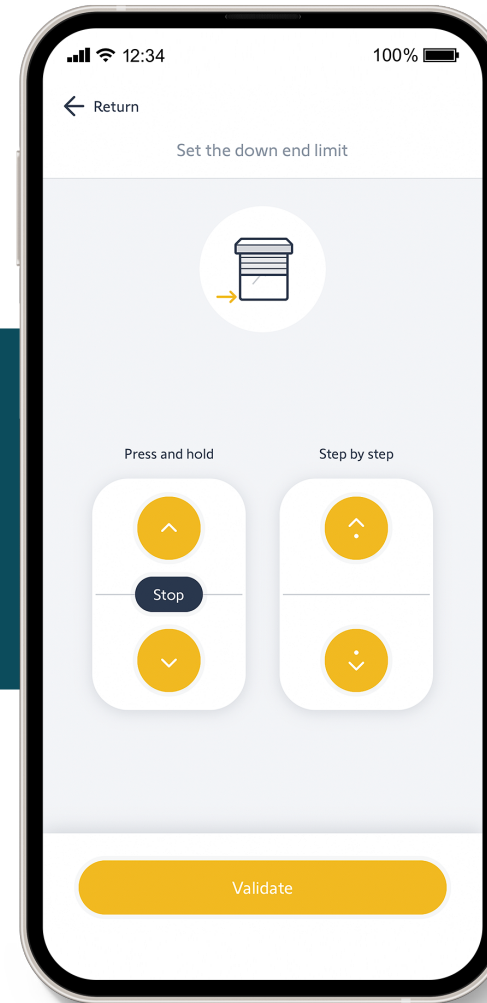 12:34
100%
Return
Set the down end limit
Press and hold
Step by step
Stop
Validate